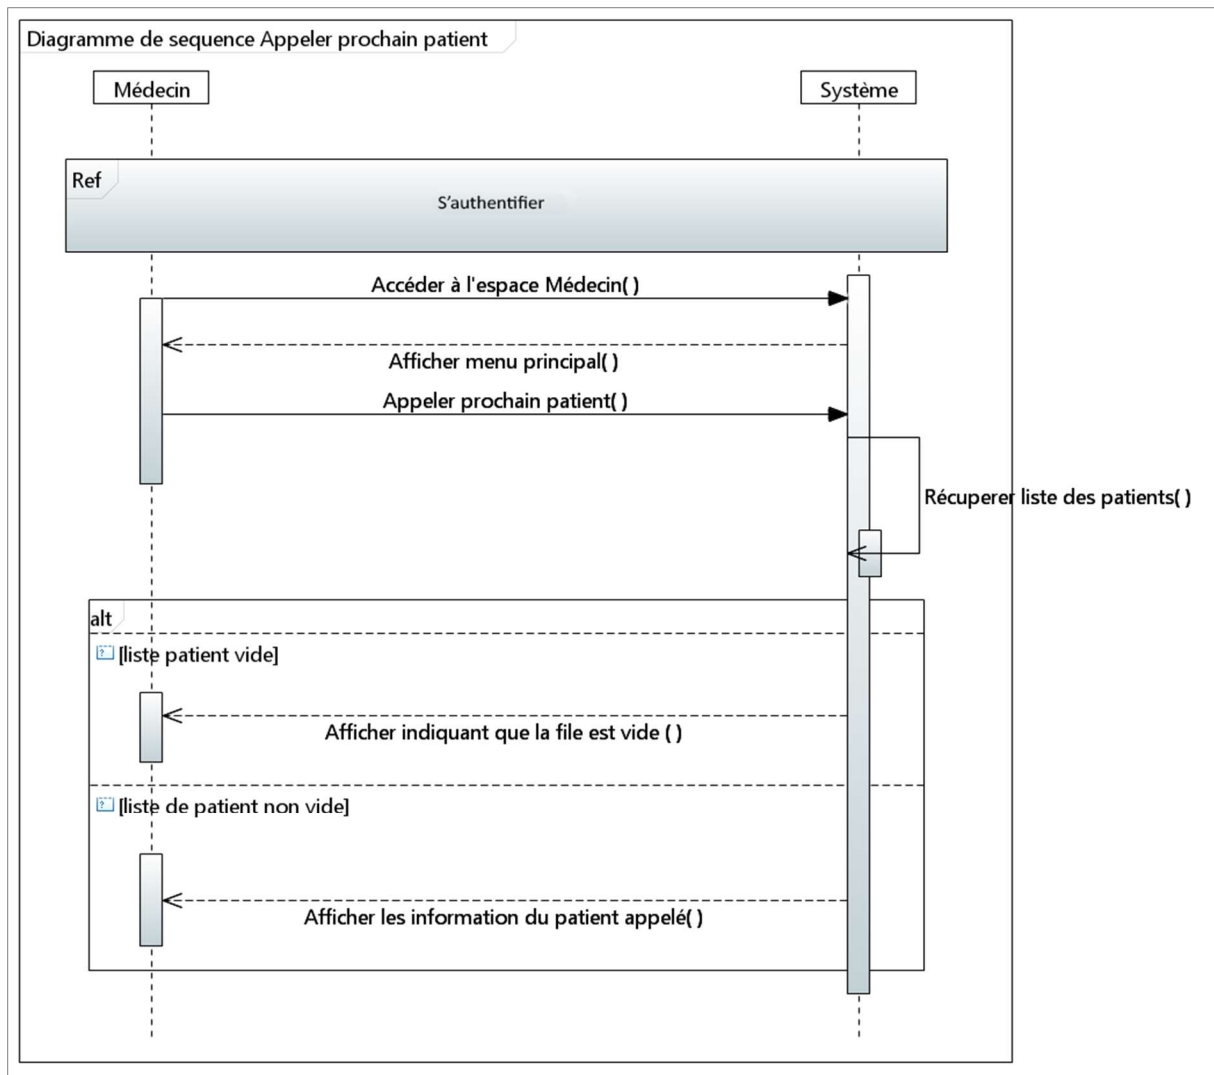 Diagramme de sequence Appeler prochain patient
Médecin
Système
Ref
S'authentifier
Accéder à l'espace Médecin( )
Afficher menu principal( )
Appeler prochain patient( )
Récuperer liste des patients( )
alt
[liste patient vide]
Afficher indiquant que la file est vide ( )
[liste de patient non vide]
Afficher les information du patient appelé( )